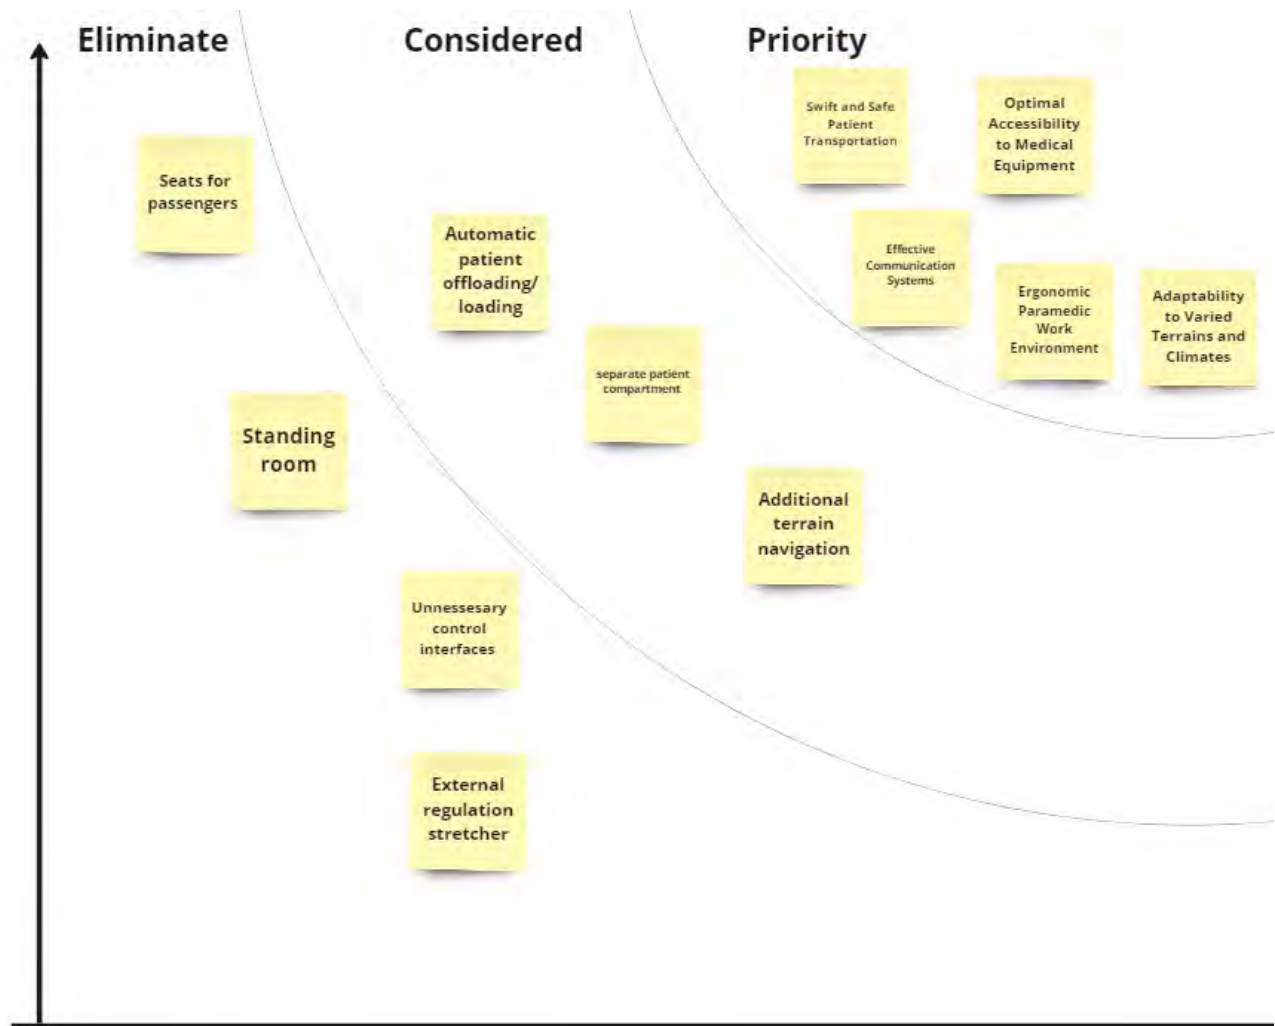 Eliminate
Considered
Priority
Seats for
passengers
Standing
room
Unnessesary
control
interfaces
External
regulation
stretcher
Automatic
patient
offloading/
loading
separate patient
compartment
Additional
terrain
navigation
Swift and Safe
Patient
Transportation
Optimal
Accessibility
to Medical
Equipment
Effective
Communication
Systems
Ergonomic
Paramedic
Work
Environment
Adaptability
to Varied
Terrains and
Climates